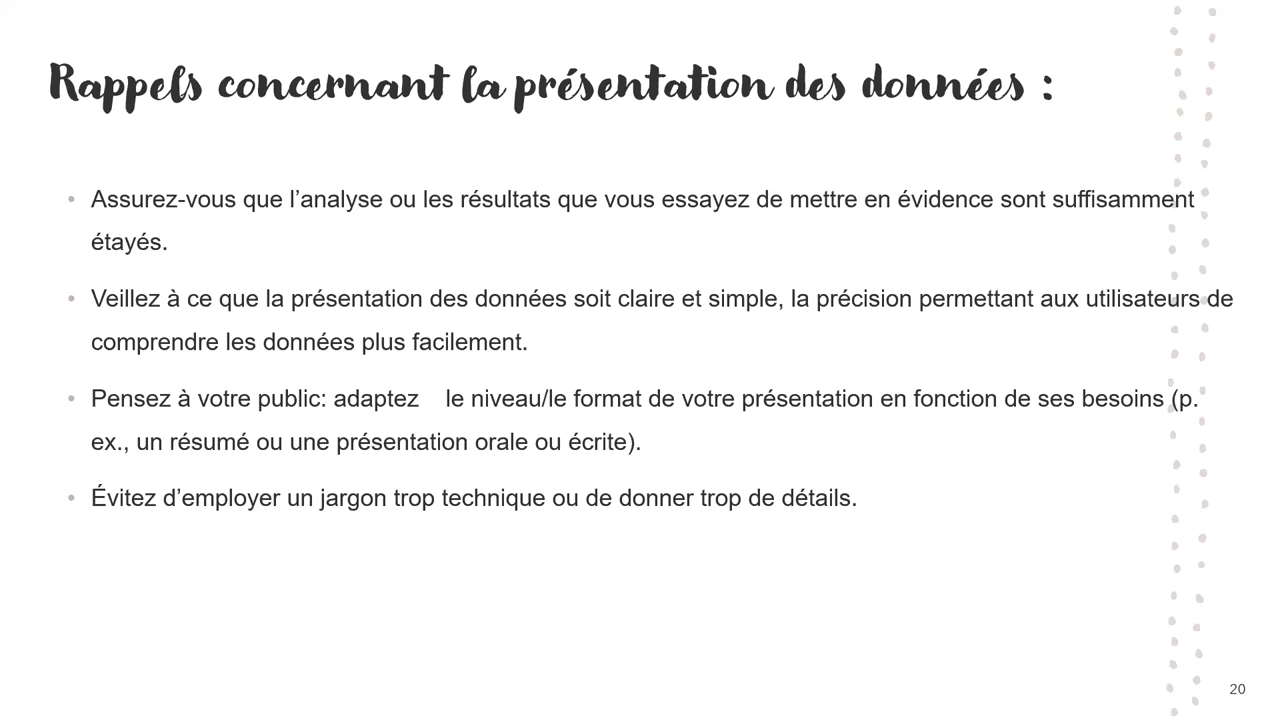 Rappels concernant la présentation des données :
• Assurez-vous que l’analyse ou les résultats que vous essayez de mettre en évidence sont suffisamment
étayés.
• Veillez à ce que la présentation des données soit claire et simple, la précision permettant aux utilisateurs de
comprendre les données plus facilement.
• Pensez à votre public: adaptez le niveau/le format de votre présentation en fonction de ses besoins (p.
ex., un résumé ou une présentation orale ou écrite).
• Évitez d’employer un jargon trop technique ou de donner trop de détails.
20